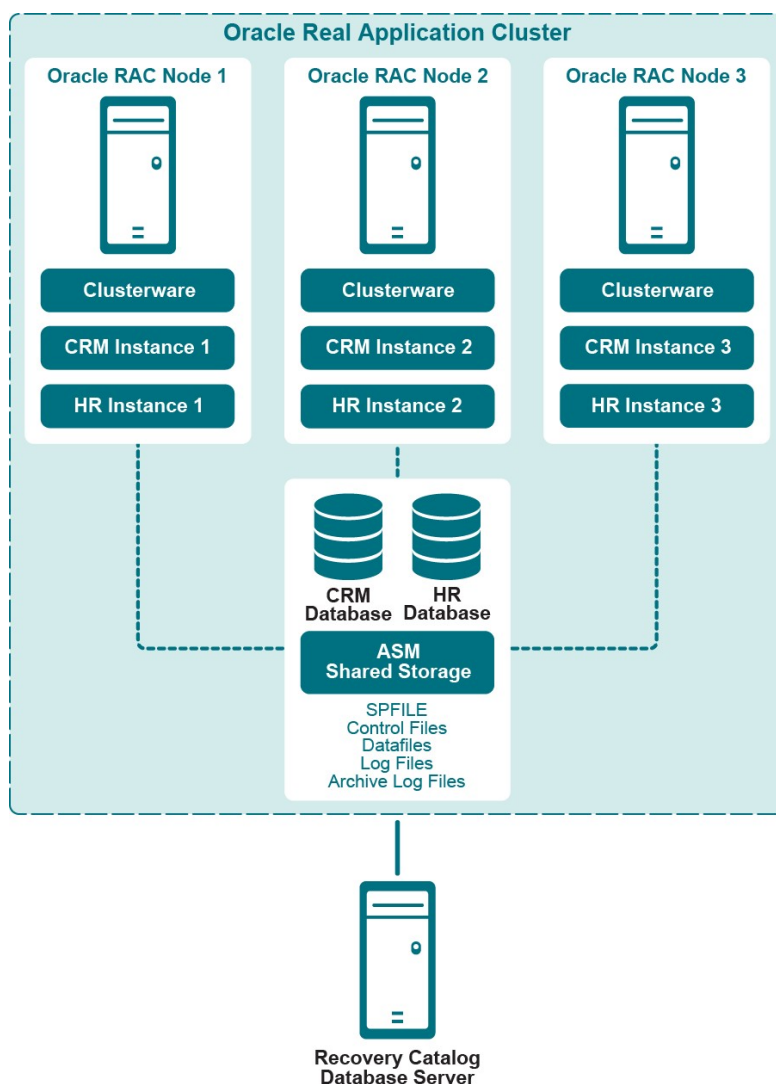 Oracle Real Application Cluster
Oracle RAC Node 1
Clusterware
CRM Instance 1
HR Instance 1
Oracle RAC Node 2
Clusterware
CRM Instance 2
HR Instance 2
Oracle RAC Node 3
Clusterware
CRM Instance 3
HR Instance 3
CRM
Database
HR
Database
ASM
Shared Storage
SPFILE
Control Files
Datafiles
Log Files
Archive Log Files
Recovery Catalog
Database Server